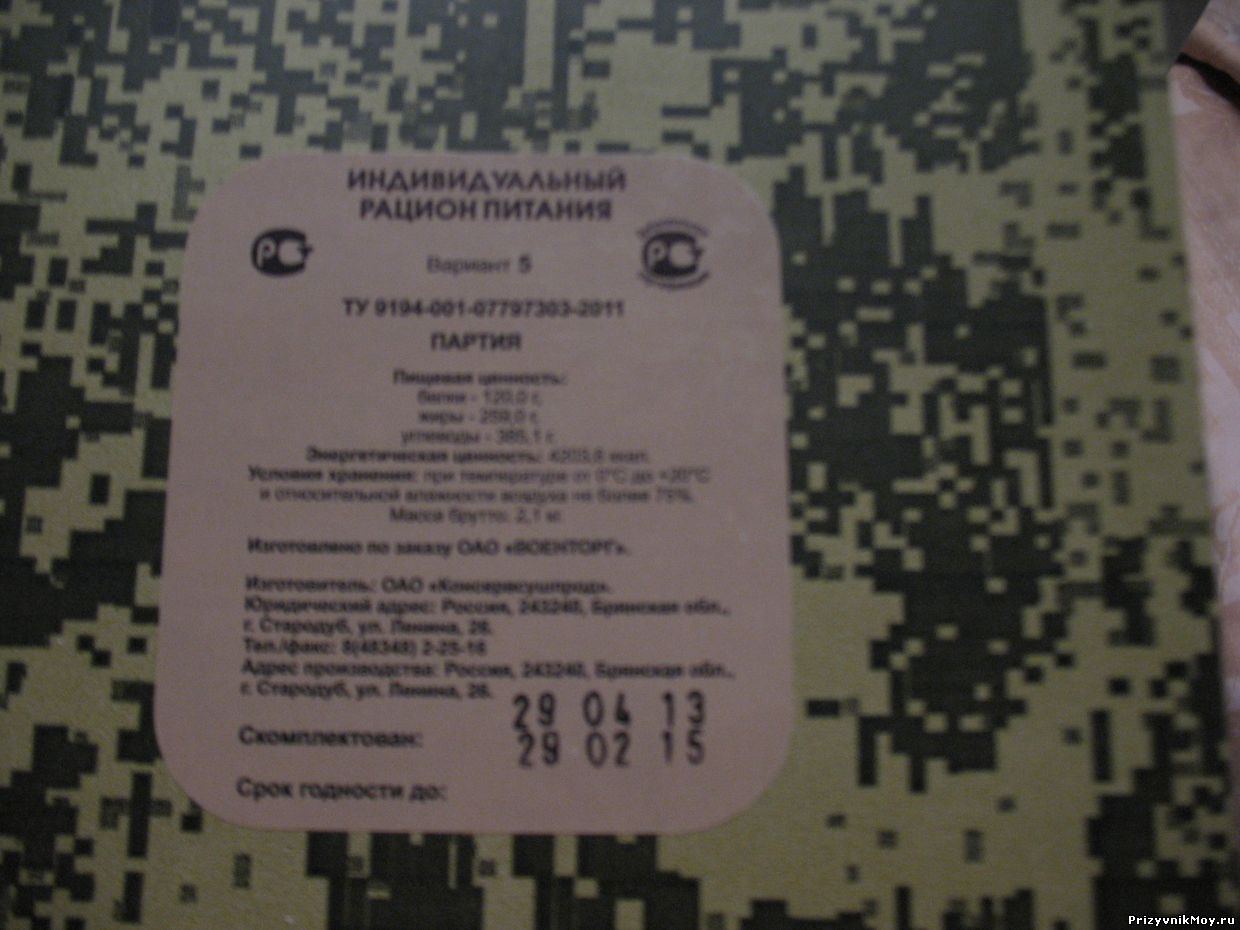 ИНДИВИДУАЛЬНЫЙ
РАЦИОН ПИТАНИЯ
РС
Вариант 5
РС
ТУ 9194-001-07797303-2011
ПАРТИЯ
Пищевая ценность:
белки - 120,0 г,
жиры - 259,0 г,
углеводы - 385,1 г.
Энергетическая ценность: 4203,8 ккал.
Условия хранения: при температуре от 0°С до +20°С
и относительной влажности воздуха не более 75%.
Масса брутто: 2,1 кг.
Изготовлено по заказу ОАО «ВОЕНТОРГ».
Изготовитель: ОАО «Консервсушпрод».
Юридический адрес: Россия, 243240, Брянская обл.,
г. Стародуб, ул. Ленина, 26.
Тел./факс: 8(48348) 2-25-16
Адрес производства: Россия, 243240, Брянская обл.,
г. Стародуб, ул. Ленина, 26.
29 04 13
Скомплектован:
29 02 15
Срок годности до:
PrizyvnikMoy.ru